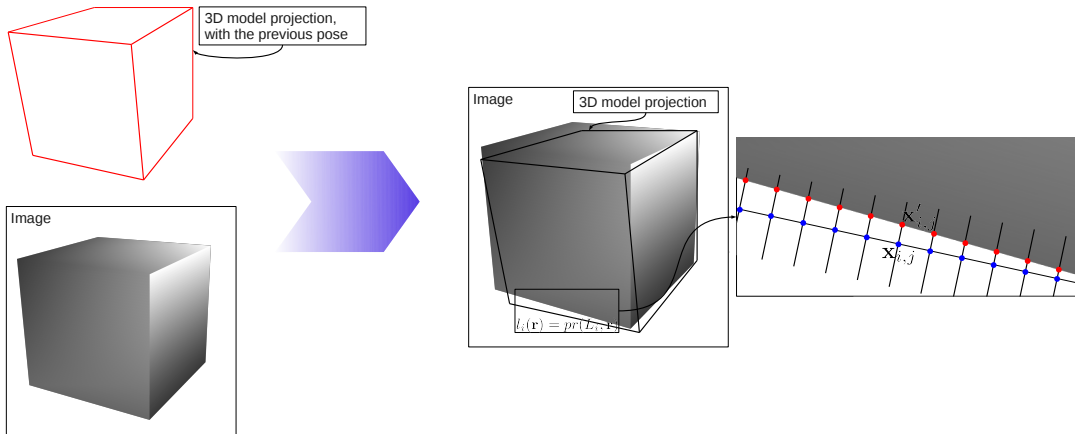 3D model projection,
with the previous pose
Image
Image
3D model projection
l_i(𝐫) = pr(L_i, 𝐫)
𝐱'_{i,j}
𝐱_{i,j}